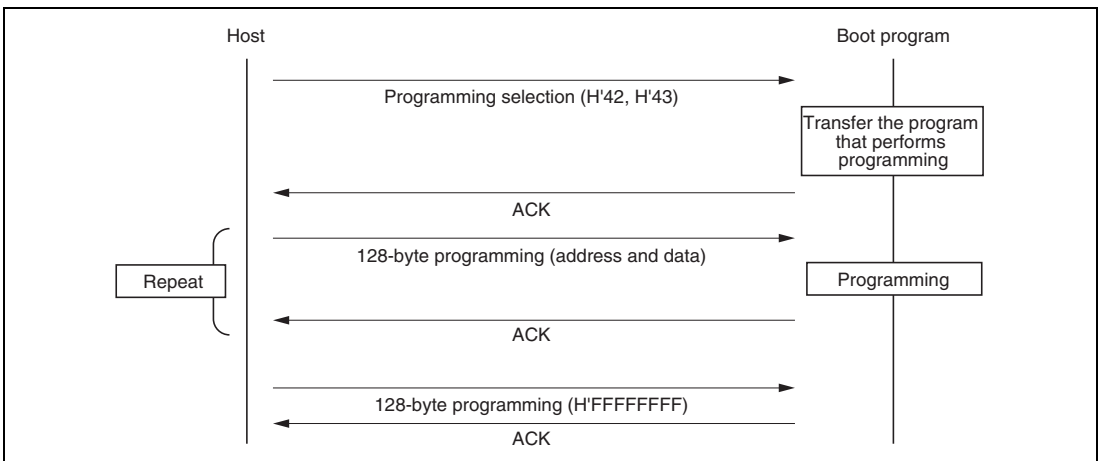 Host
Boot program
Programming selection (H'42, H'43)
Transfer the program
that performs
programming
ACK
128-byte programming (address and data)
Repeat
Programming
ACK
128-byte programming (H'FFFFFFFF)
ACK